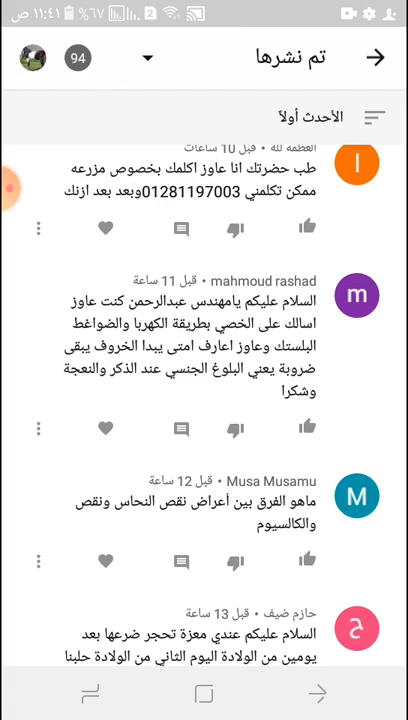 ١١:٤١ ص
٦٧%
2
تم نشرها
94
الأحدث أولاً
العظمه لله • قبل 10 ساعات
طب حضرتك انا عاوز اكلمك بخصوص مزرعه
ممكن تكلمني 01281197003وبعد بعد ازنك
mahmoud rashad • قبل 11 ساعة
السلام عليكم يامهندس عبدالرحمن كنت عاوز
اسالك على الخصي بطريقة الكهربا والضواغط
البلستك وعاوز اعارف امتى يبدا الخروف يبقى
ضروبة يعني البلوغ الجنسي عند الذكر والنعجة
وشكرا
Musa Musamu • قبل 12 ساعة
ماهو الفرق بين أعراض نقص النحاس ونقص
والكالسيوم
حازم ضيف • قبل 13 ساعة
السلام عليكم عندي معزة تحجر ضرعها بعد
يومين من الولادة اليوم الثاني من الولادة حلبنا